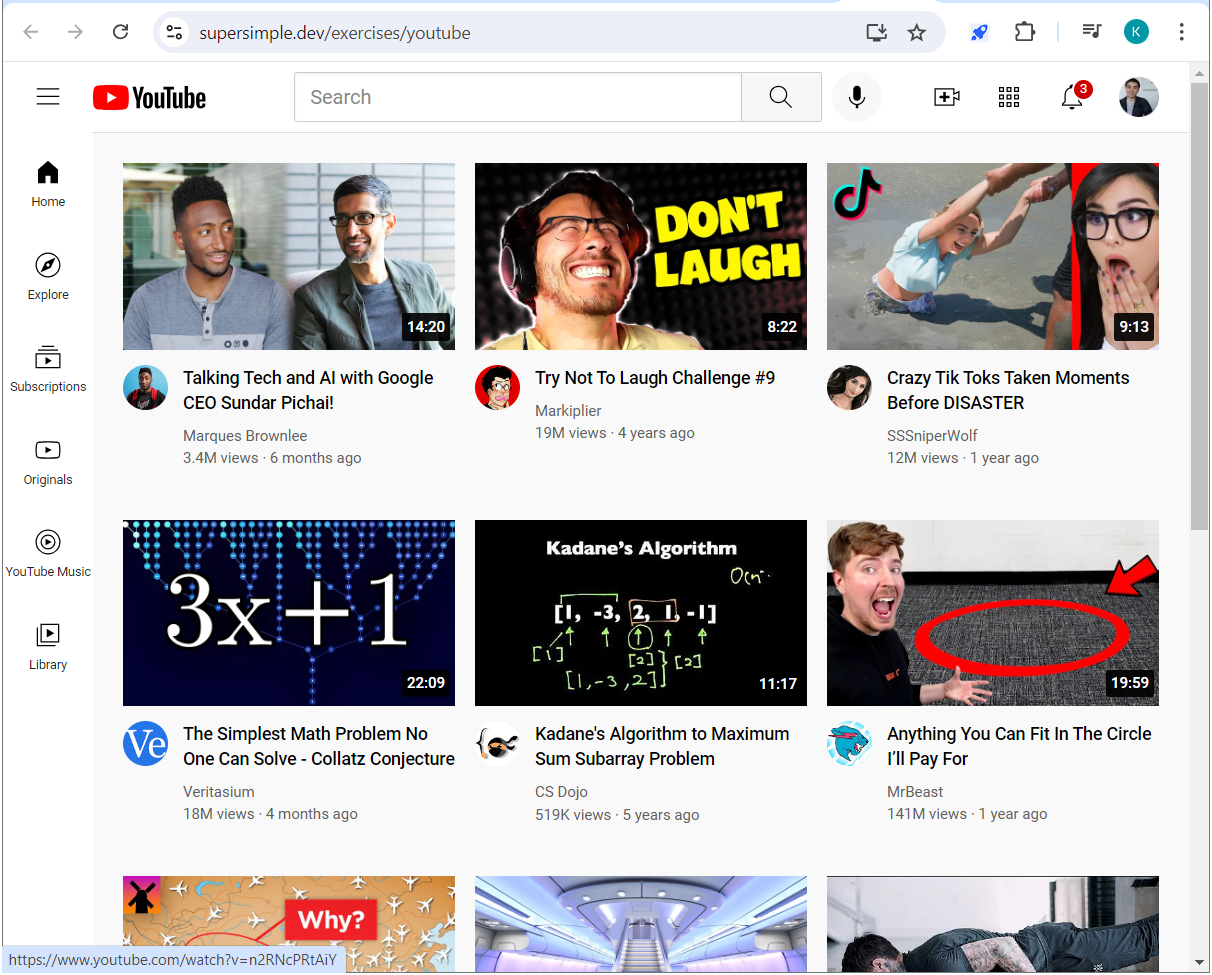 supersimple.dev/exercises/youtube
K
YouTube
Search
3
Home
Explore
Subscriptions
Originals
YouTube Music
Library
14:20
Talking Tech and AI with Google
CEO Sundar Pichai!
Marques Brownlee
3.4M views · 6 months ago
DON'T
LAUGH
8:22
Try Not To Laugh Challenge #9
Markiplier
19M views · 4 years ago
9:13
Crazy Tik Toks Taken Moments
Before DISASTER
SSSniperWolf
12M views · 1 year ago
3x+1
22:09
Ve
The Simplest Math Problem No
One Can Solve - Collatz Conjecture
Veritasium
18M views · 4 months ago
Kadane's Algorithm
[1, -3, 2, 1, -1]
[1]
[2]
[2]
[1, -3, 2]
11:17
Kadane's Algorithm to Maximum
Sum Subarray Problem
CS Dojo
519K views · 5 years ago
19:59
Anything You Can Fit In The Circle
I’ll Pay For
MrBeast
141M views · 1 year ago
Why?
https://www.youtube.com/watch?v=n2RNcPRtAiY